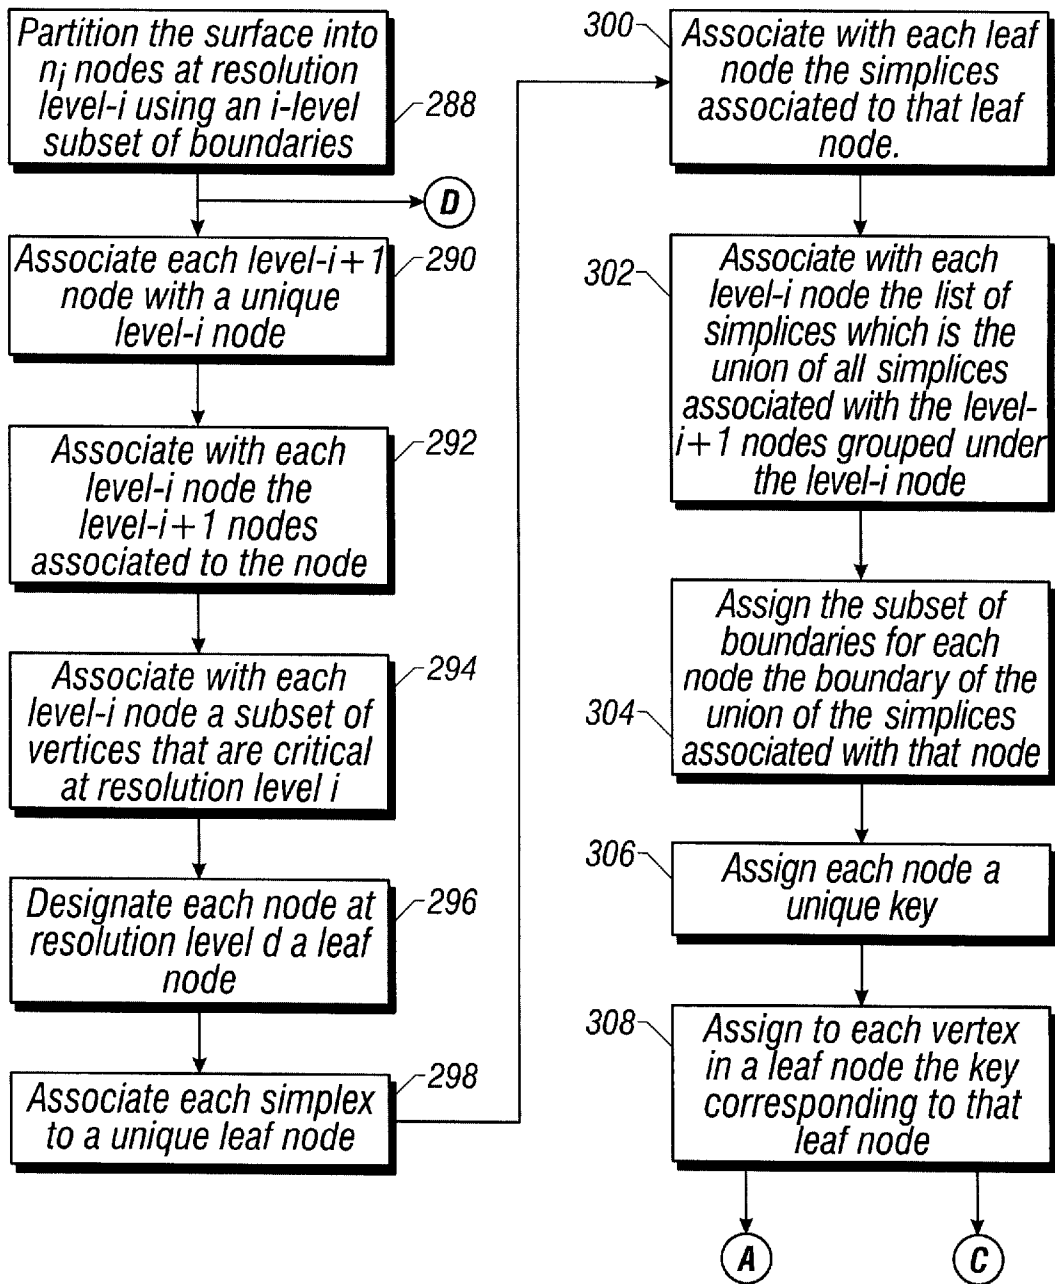 Partition the surface into
nᵢ nodes at resolution
level-i using an i-level
subset of boundaries
288
D
Associate each level-i+1
node with a unique
level-i node
290
Associate with each
level-i node the
level-i+1 nodes
associated to the node
292
Associate with each
level-i node a subset of
vertices that are critical
at resolution level i
294
Designate each node at
resolution level d a leaf
node
296
Associate each simplex
to a unique leaf node
298
300
Associate with each leaf
node the simplices
associated to that leaf
node.
302
Associate with each
level-i node the list of
simplices which is the
union of all simplices
associated with the level-
i+1 nodes grouped under
the level-i node
304
Assign the subset of
boundaries for each
node the boundary of the
union of the simplices
associated with that node
306
Assign each node a
unique key
308
Assign to each vertex
in a leaf node the key
corresponding to that
leaf node
A
C